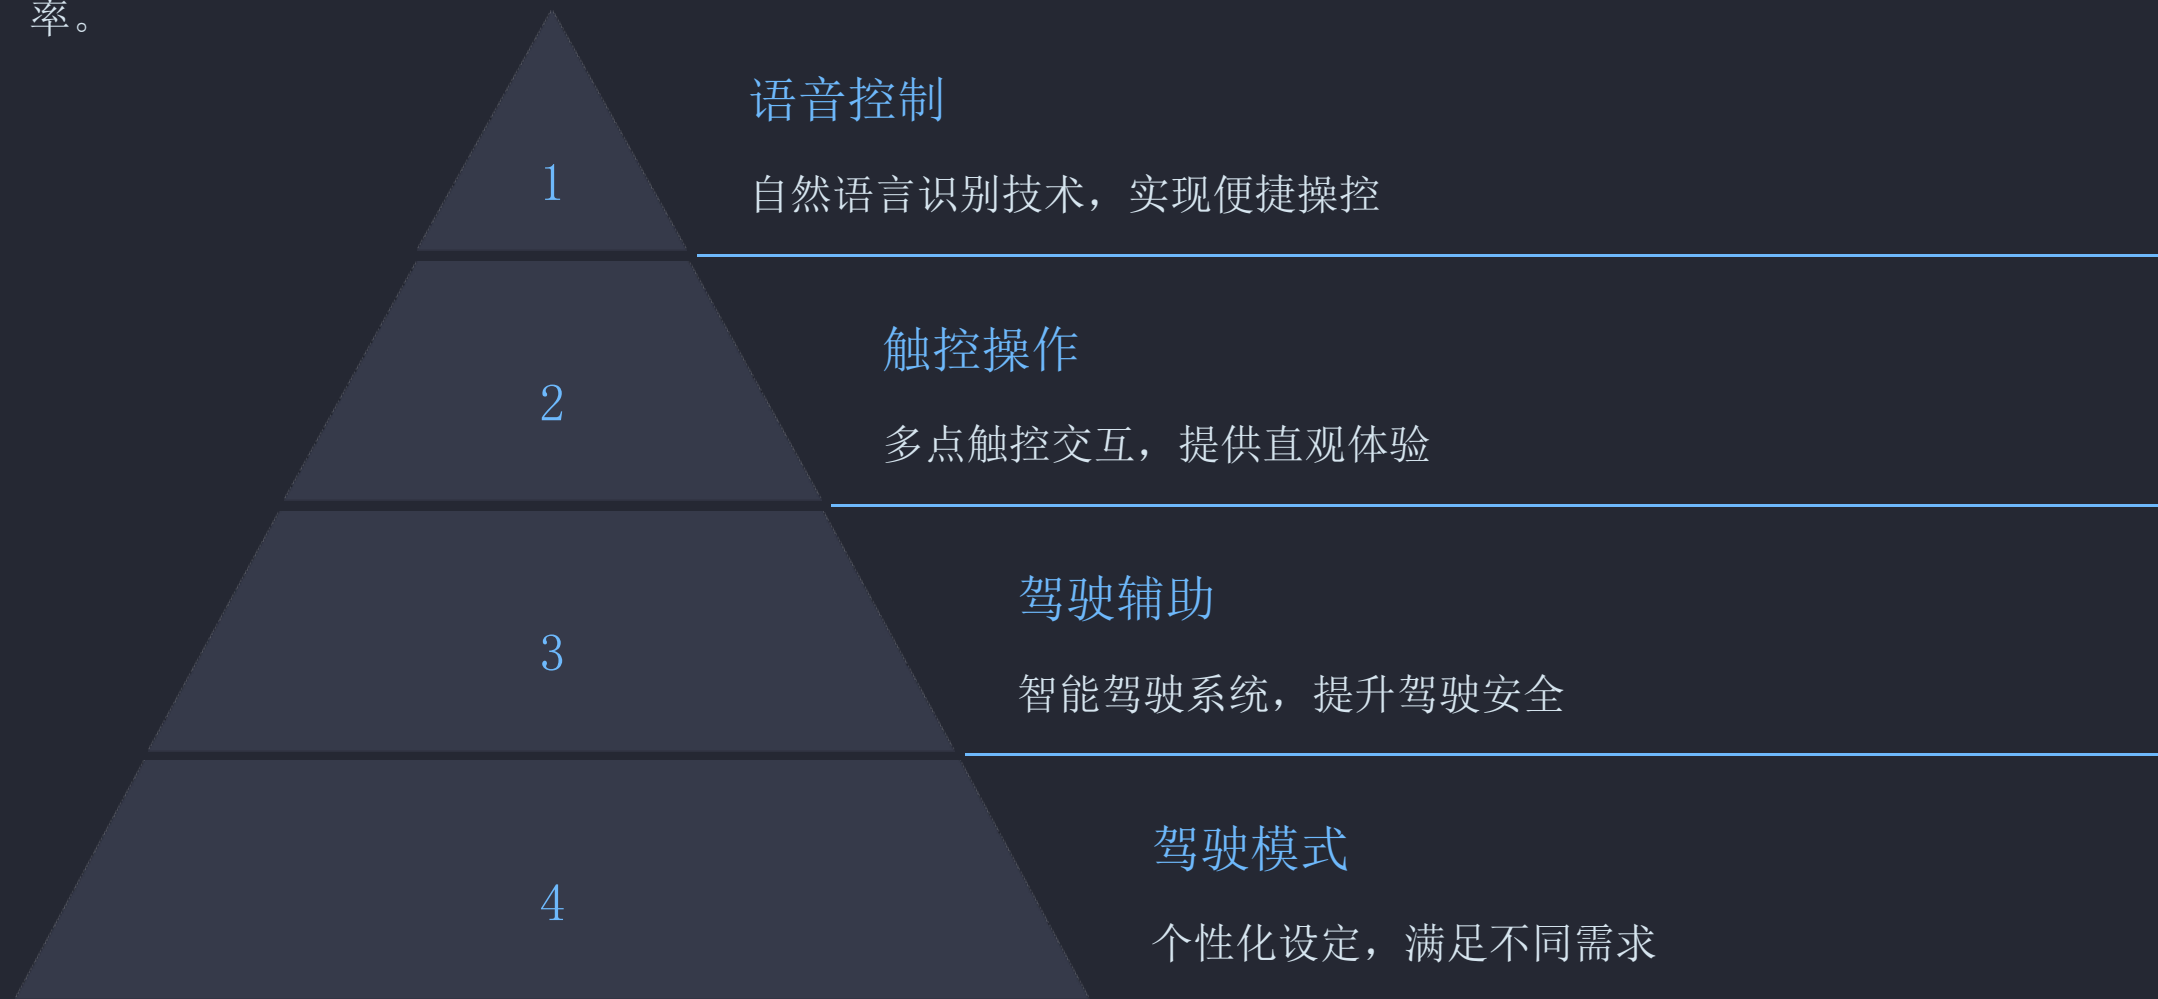 率。
语音控制
1
自然语言识别技术，实现便捷操控
触控操作
2
多点触控交互，提供直观体验
驾驶辅助
3
智能驾驶系统，提升驾驶安全
驾驶模式
4
个性化设定，满足不同需求